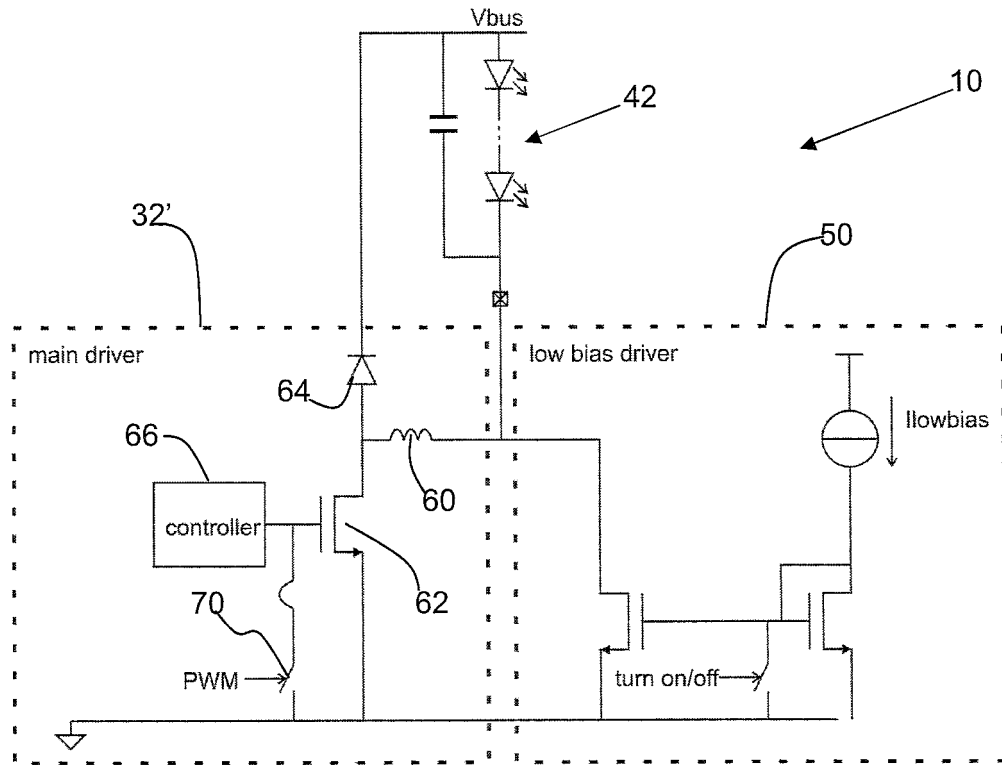 Vbus
42
10
32'
50
main driver
low bias driver
64
Ilowbias
66
60
controller
62
70
PWM
turn on/off